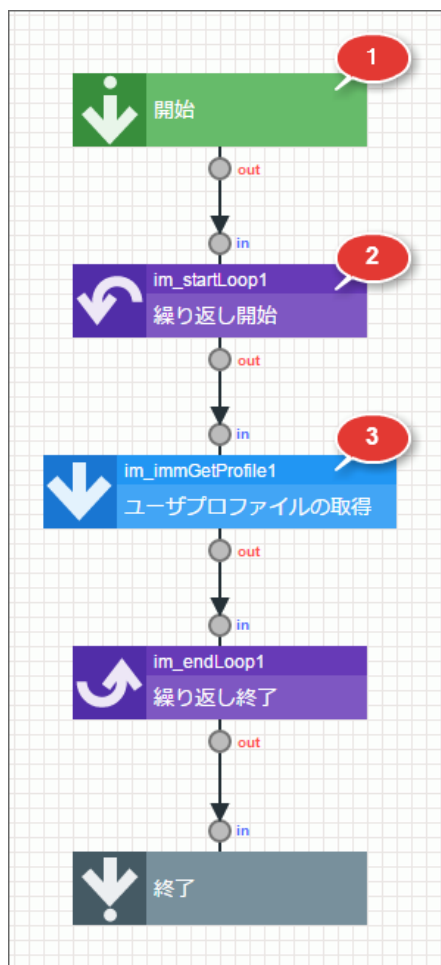 1
開始
out
in
2
im_startLoop1
繰り返し開始
out
in
3
im_immGetProfile1
ユーザプロファイルの取得
out
in
im_endLoop1
繰り返し終了
out
in
終了